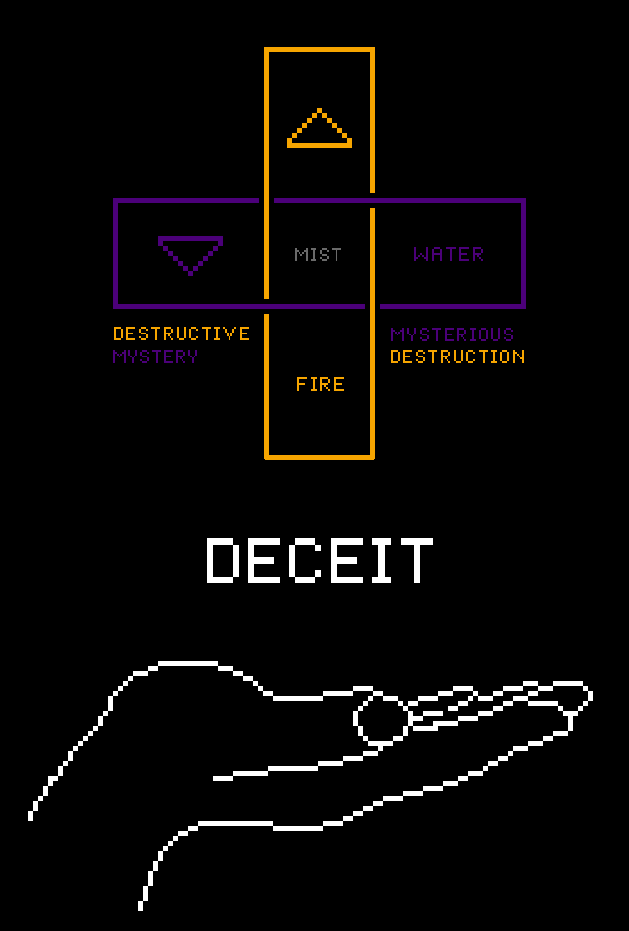 MIST
WATER
DESTRUCTIVE
MYSTERY
MYSTERIOUS
DESTRUCTION
FIRE
DECEIT